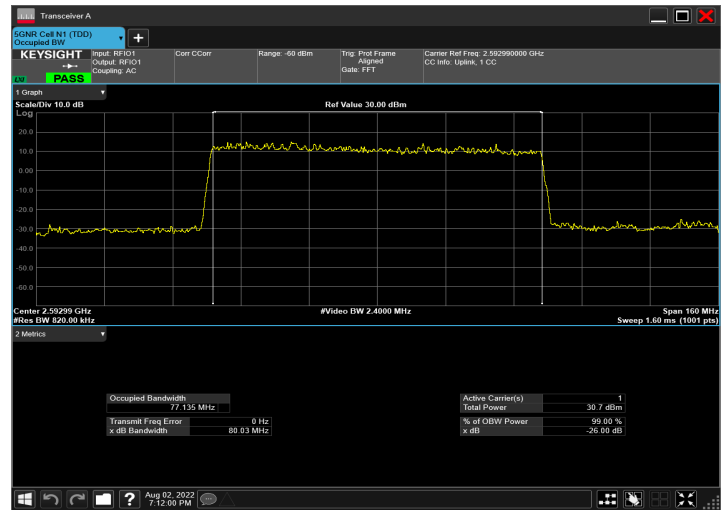 Transceiver A
5GNR Cell N1 (TDD)
Occupied BW
KEYSIGHT
LXI
PASS
Input: RFIO1
Output: RFIO1
Coupling: AC
Corr CCorr
Range: -60 dBm
Trig: Prot Frame
Aligned
Gate: FFT
Carrier Ref Freq: 2.592990000 GHz
CC Info: Uplink, 1 CC
1 Graph
Scale/Div 10.0 dB
Ref Value 30.00 dBm
Log
20.0
10.0
0.00
-10.0
-20.0
-30.0
-40.0
-50.0
-60.0
Center 2.59299 GHz
#Video BW 2.4000 MHz
Span 160 MHz
#Res BW 820.00 kHz
Sweep 1.60 ms (1001 pts)
2 Metrics
Occupied Bandwidth
77.135 MHz
Transmit Freq Error 0 Hz
x dB Bandwidth 80.03 MHz
Active Carrier(s) 1
Total Power 30.7 dBm
% of OBW Power 99.00 %
x dB -26.00 dB
?
Aug 02, 2022
7:12:00 PM